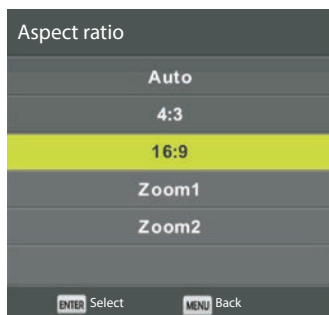 Aspect ratio
Auto
4:3
16:9
Zoom1
Zoom2
ENTER Select MENU Back